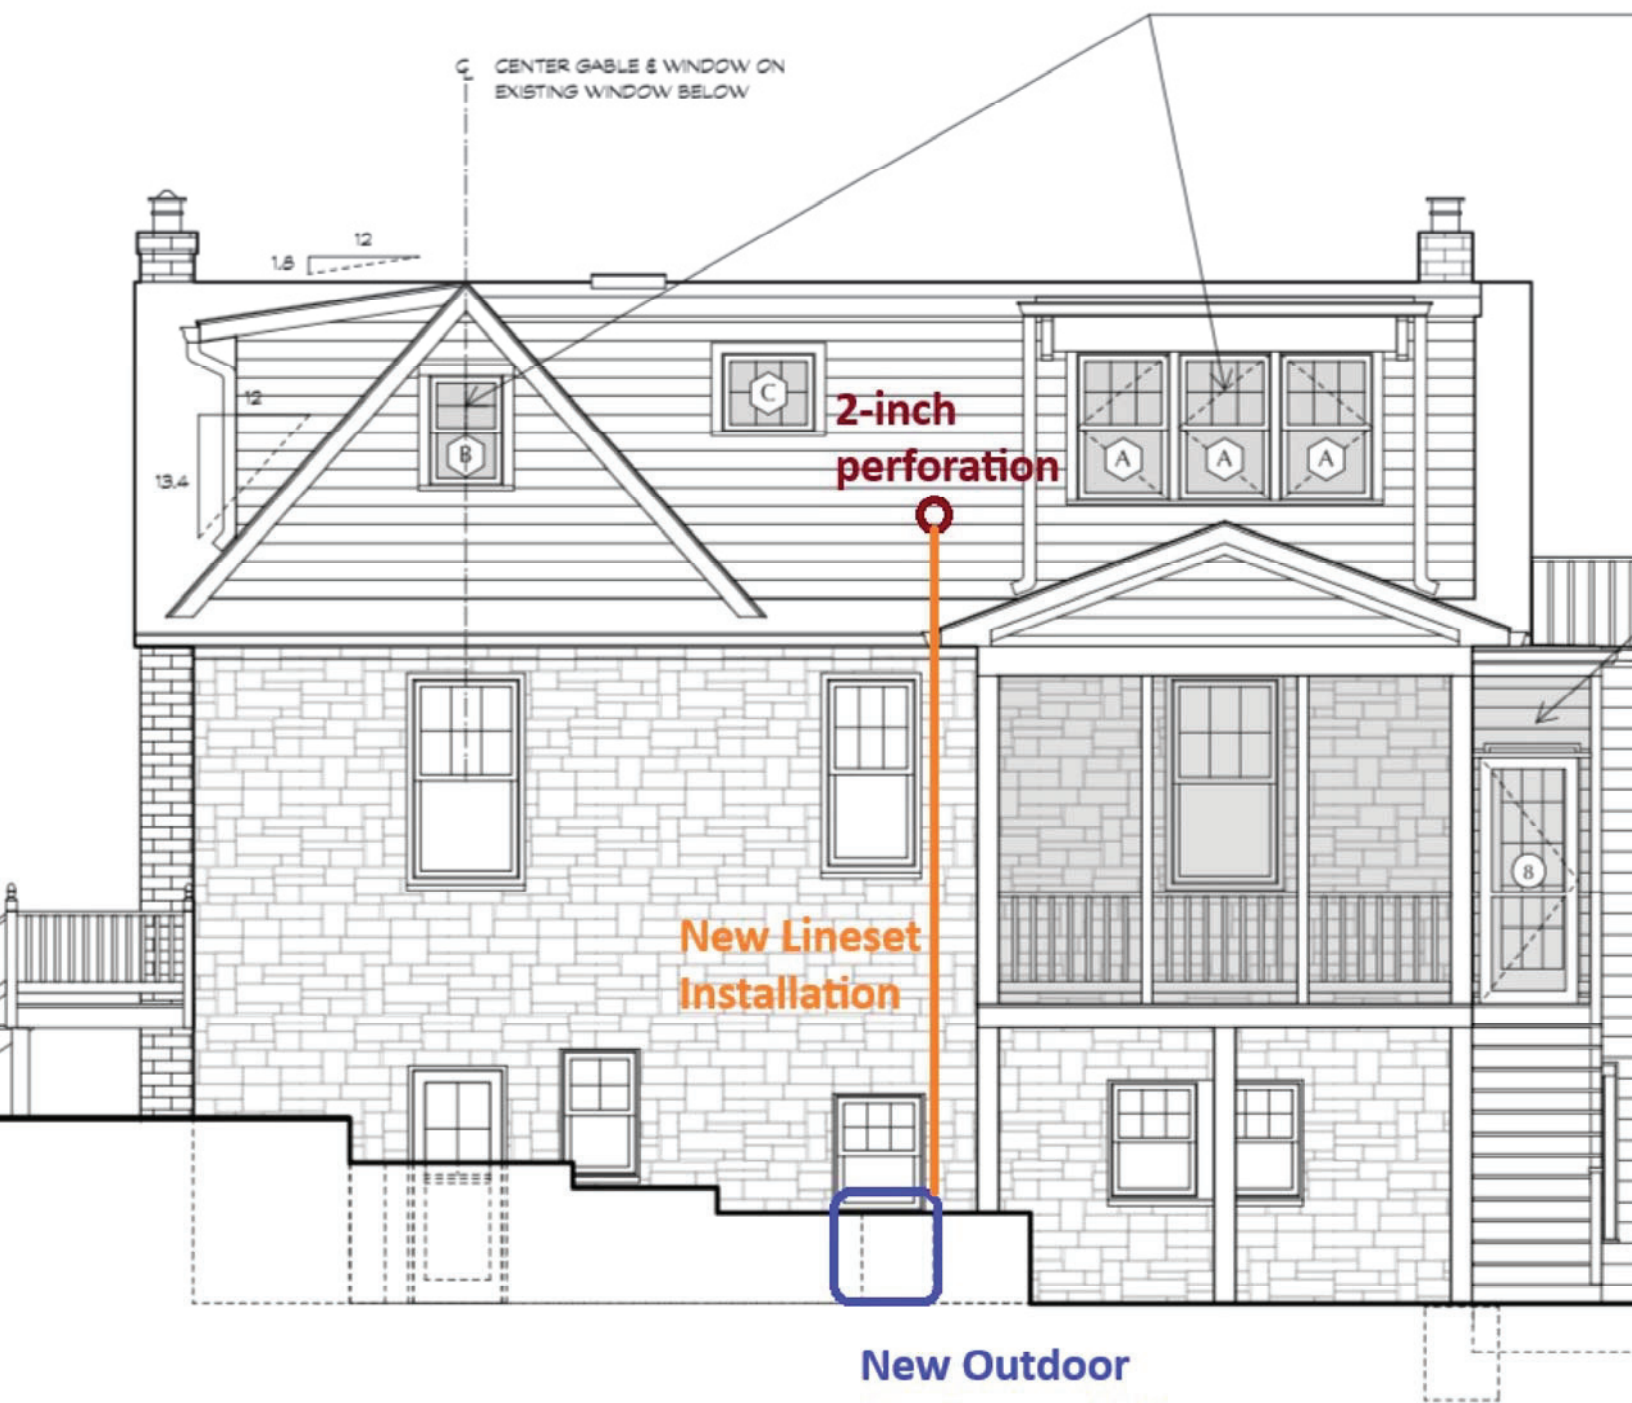 ℄ CENTER GABLE & WINDOW ON
EXISTING WINDOW BELOW
12
1.8
12
13.4
B
C
2-inch
perforation
A A A
New Lineset
Installation
8
New Outdoor